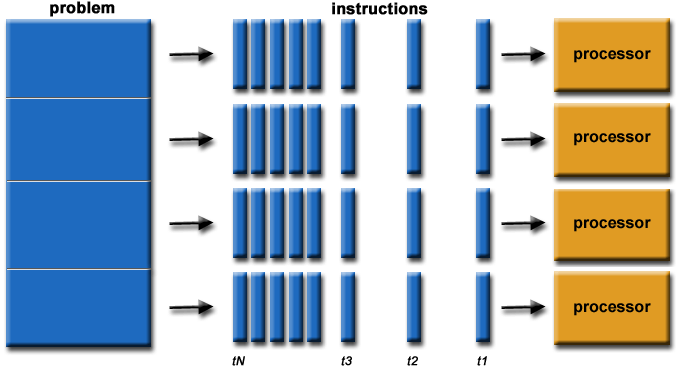 problem
instructions
processor
processor
processor
processor
tN
t3
t2
t1